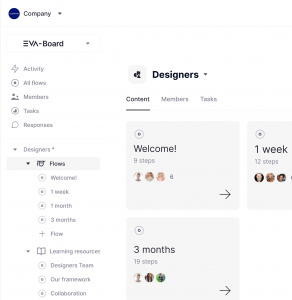 Company
EVA-Board
Activity
All flows
Members
Tasks
Responses
Designers *
Flows
Welcome!
1 week
1 month
3 months
+ Flow
Learning resources
Designers Team
Our framework
Collaboration
Designers
Content Members Tasks
Welcome!
9 steps
6
1 week
12 steps
3 months
19 steps